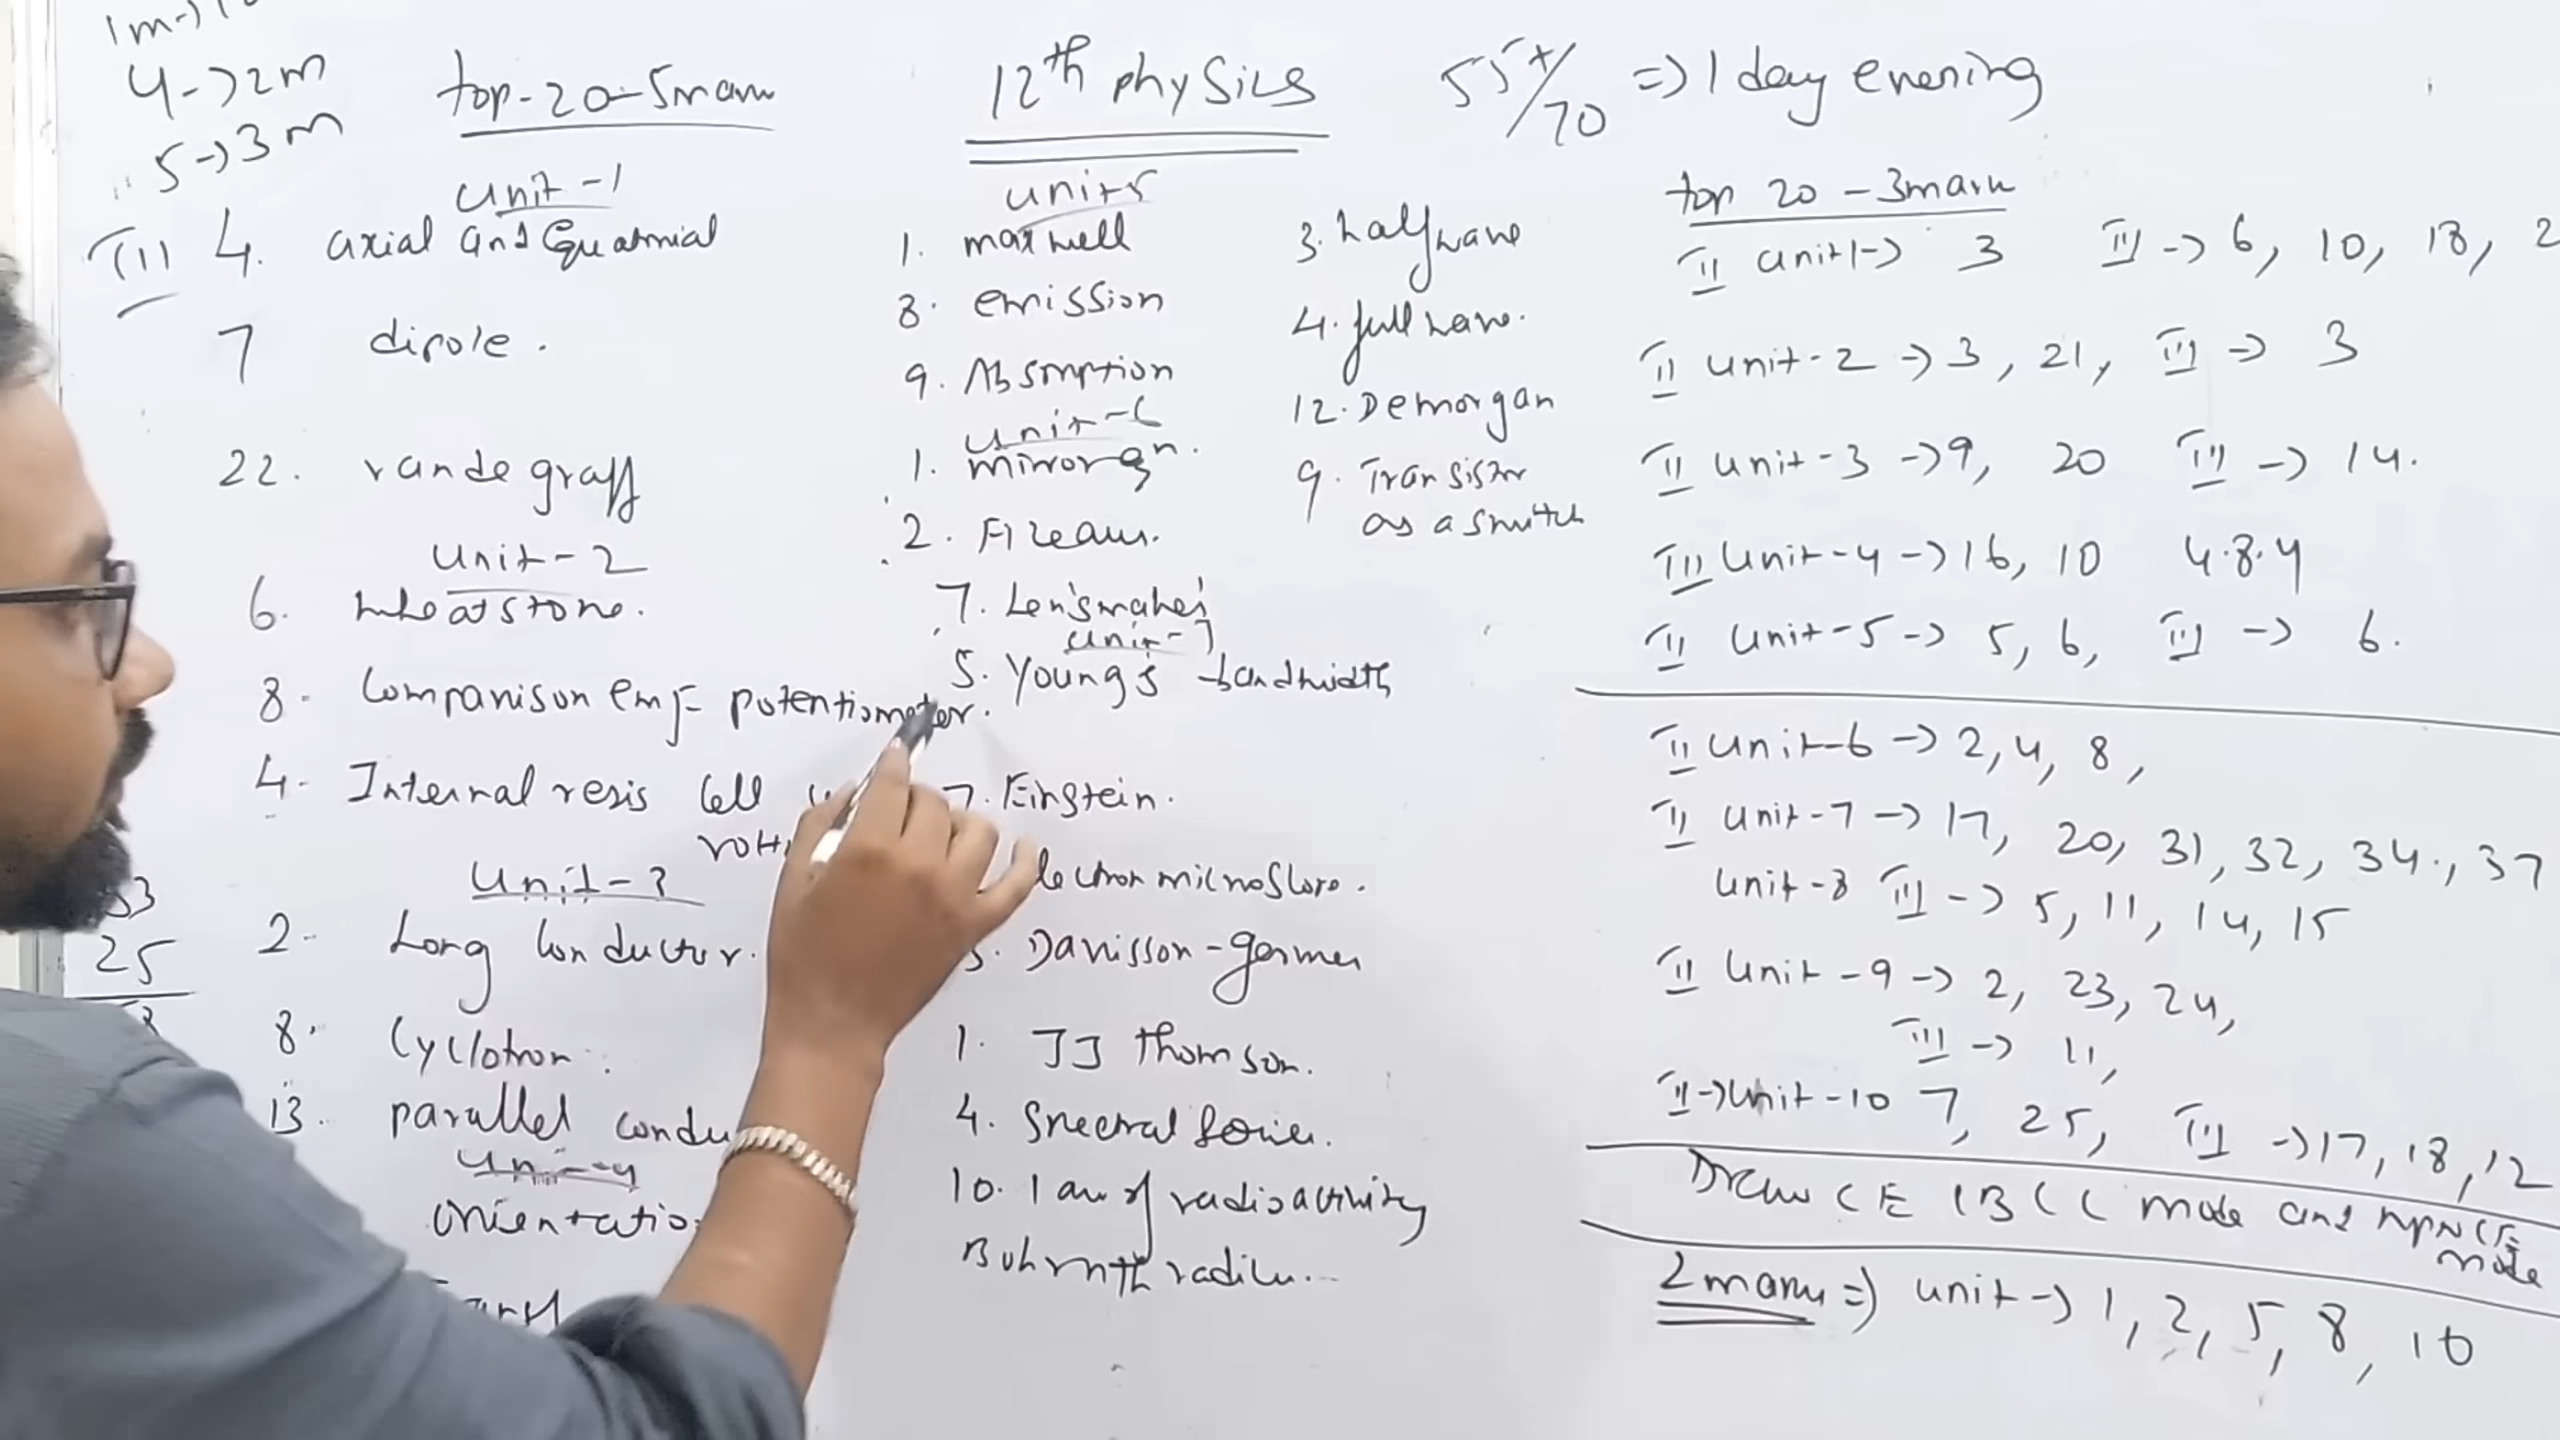 4->2m
5->3m
top-20-5mark
12th physics
55+/70 => 1 day evening
unit-1
III 4. axial and Equatorial
7 dipole.
22. vande graff
unit-2
6. wheatstone.
8. Comparison emf potentiometer.
4. Internal resis Cell
unit-3
2. Long Conductor.
8. Cyclotron.
13. parallel condu
unit-4
orientatio
25
unit 5
1. maxwell
8. emission
9. Absorption
unit-6
1. mirror eqn.
2. Fizeau.
7. Len'smaker
unit-7
5. Young's bandwidth
7. Einstein.
lectron microscope.
Davisson-germer
1. JJ Thomson.
4. Spectral series.
10. law of radioactivity
Bohr nth radius...
3. halfwave
4. fullwave.
12. Demorgan
9. Transistor
as a switch
top 20 - 3mark
II unit 1-> 3 III -> 6, 10, 18, 2
II unit-2 -> 3, 21, III -> 3
II unit-3 -> 9, 20 III -> 14.
III unit-4 -> 16, 10 4.8.4
II unit-5 -> 5, 6, III -> 6.
II unit-6 -> 2, 4, 8,
II unit-7 -> 17, 20, 31, 32, 34, 37
unit-8 III -> 5, 11, 14, 15
II unit-9 -> 2, 23, 24,
III -> 11,
II->unit-10 7, 25, III ->17, 18, 12
Draw CE CB CC mode and NPN CE
mode
2mark => unit -> 1, 2, 5, 8, 10